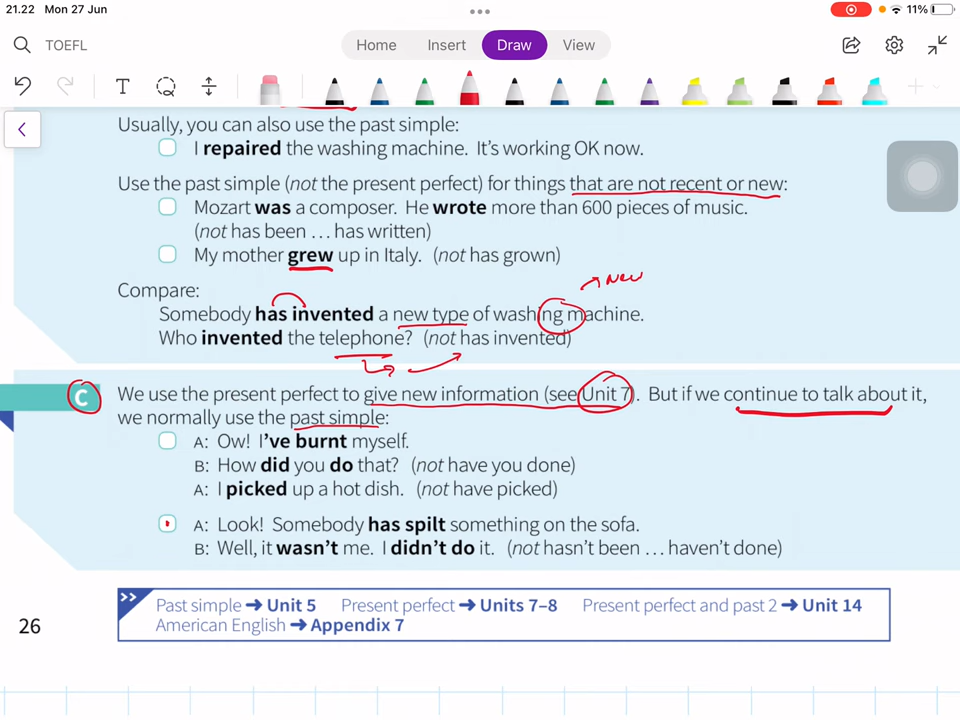 21.22 Mon 27 Jun
11%
TOEFL
Home Insert Draw View
T
Usually, you can also use the past simple:
I repaired the washing machine. It's working OK now.
Use the past simple (not the present perfect) for things that are not recent or new:
Mozart was a composer. He wrote more than 600 pieces of music.
(not has been … has written)
My mother grew up in Italy. (not has grown)
New
Compare:
Somebody has invented a new type of washing machine.
Who invented the telephone? (not has invented)
C We use the present perfect to give new information (see Unit 7). But if we continue to talk about it,
we normally use the past simple:
A: Ow! I've burnt myself.
B: How did you do that? (not have you done)
A: I picked up a hot dish. (not have picked)
A: Look! Somebody has spilt something on the sofa.
B: Well, it wasn't me. I didn't do it. (not hasn't been … haven't done)
>> Past simple ➜ Unit 5 Present perfect ➜ Units 7–8 Present perfect and past 2 ➜ Unit 14
American English ➜ Appendix 7
26